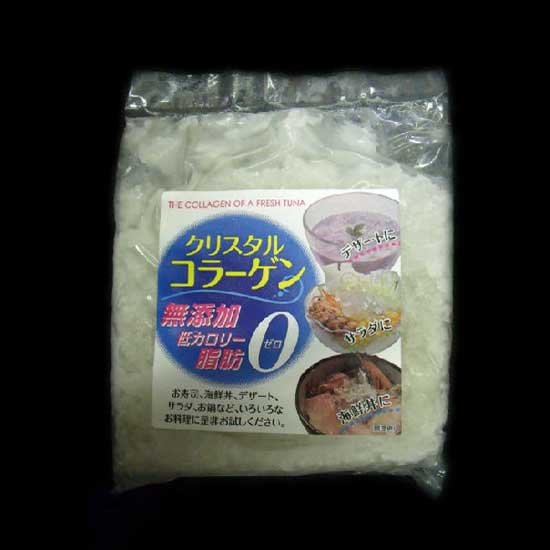 THE COLLAGEN OF A FRESH TUNA
クリスタル
コラーゲン
無添加
低カロリー
脂肪 0 ゼロ
お寿司、海鮮丼、デザート、
サラダ、お鍋など、いろいろな
お料理に是非お試しください。
デザートに
サラダに
海鮮丼に